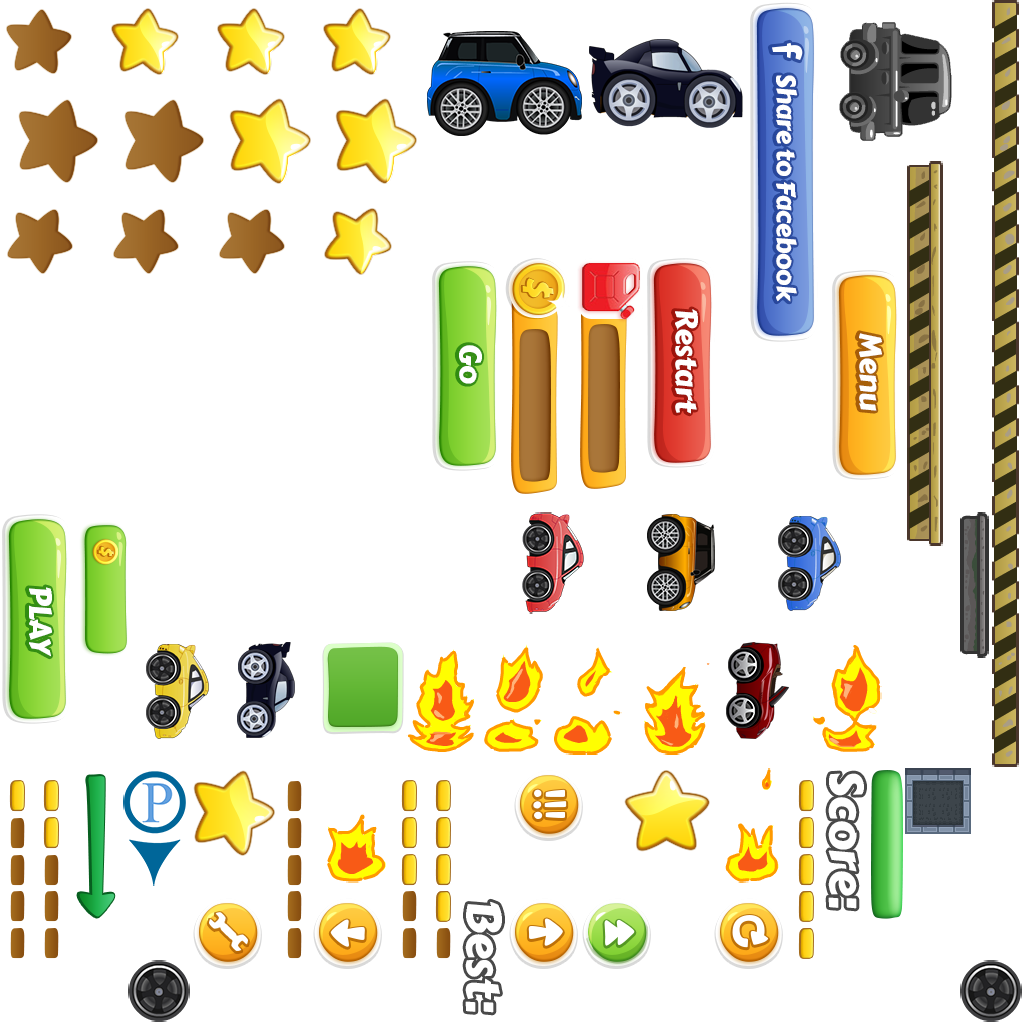 f Share to Facebook
$
Go
Restart
Menu
$
PLAY
P
Score:
Best: